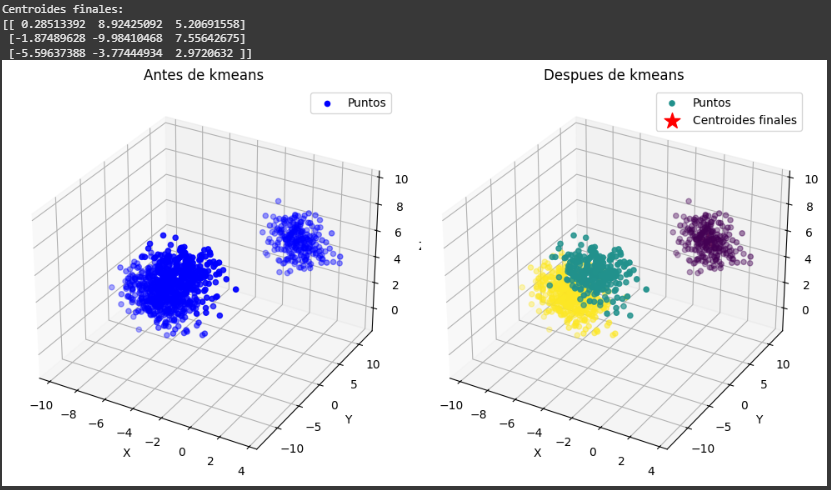 Centroides finales:
[[ 0.28513392  8.92425092  5.20691558]
 [-1.87489628 -9.98410468  7.55642675]
 [-5.59637388 -3.77444934  2.9720632 ]]
Antes de kmeans
Puntos
10
8
6
4
2
0
10
5
0
−5
−10
Y
−10
−8
−6
−4
−2
0
2
4
X
Despues de kmeans
Puntos
Centroides finales
10
8
6
4
2
0
10
5
0
−5
−10
Y
−10
−8
−6
−4
−2
0
2
4
X